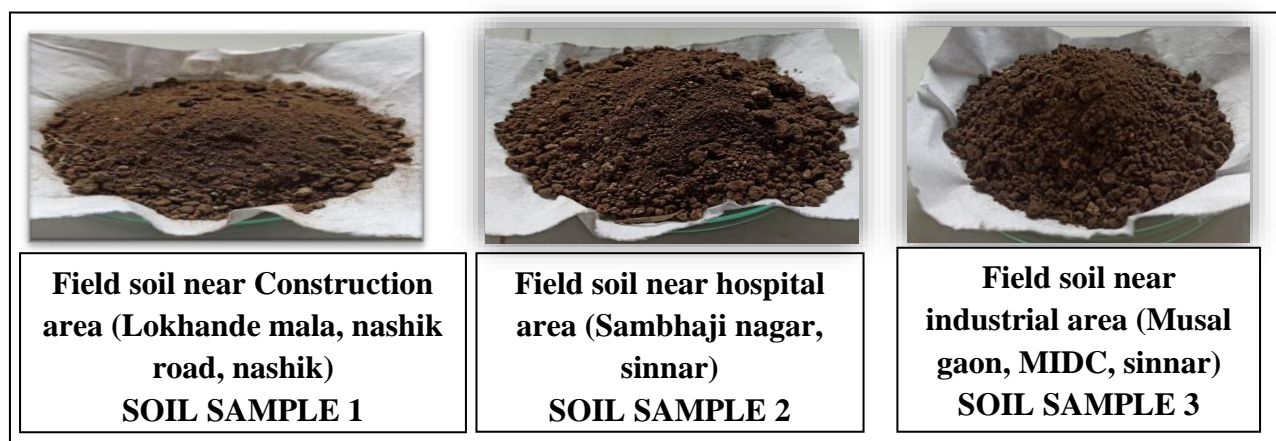 Field soil near Construction
area (Lokhande mala, nashik
road, nashik)
SOIL SAMPLE 1
Field soil near hospital
area (Sambhaji nagar,
sinnar)
SOIL SAMPLE 2
Field soil near
industrial area (Musal
gaon, MIDC, sinnar)
SOIL SAMPLE 3